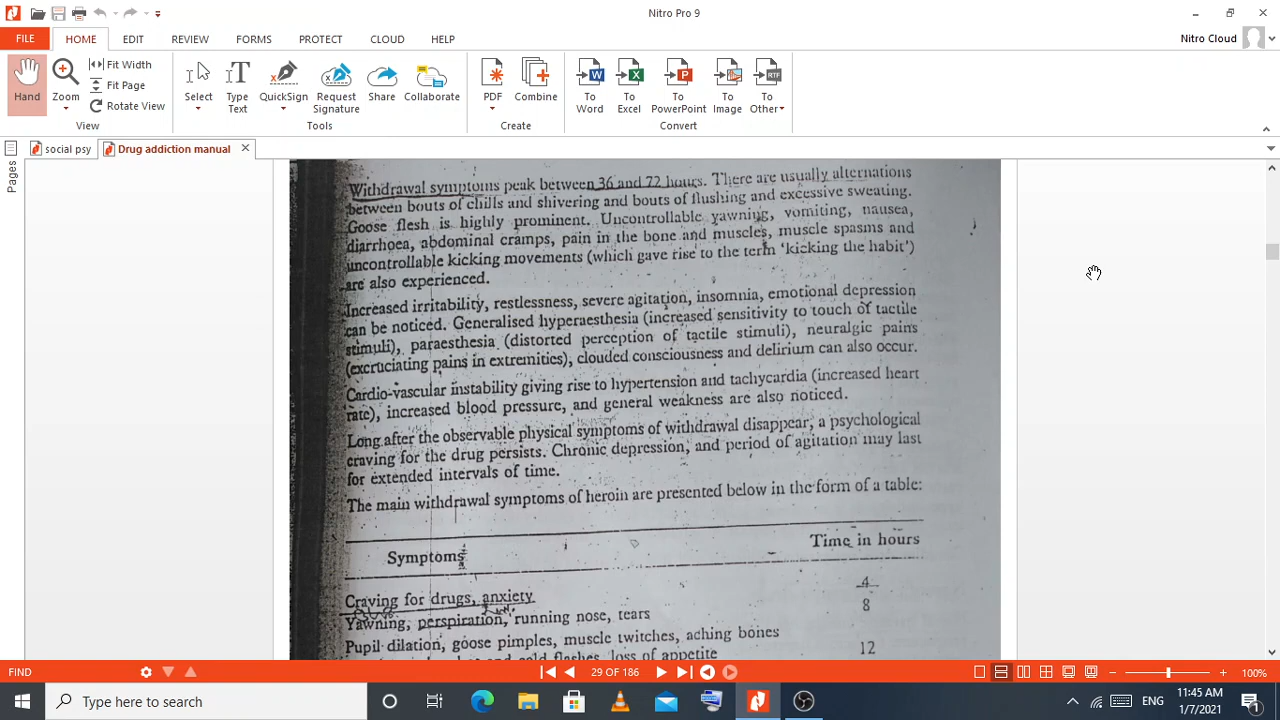 Nitro Pro 9
FILE HOME EDIT REVIEW FORMS PROTECT CLOUD HELP Nitro Cloud
Hand Zoom Fit Width Fit Page Rotate View Select Type Text QuickSign Request Signature Share Collaborate PDF Combine To Word To Excel To PowerPoint To Image To Other
View Tools Create Convert
social psy Drug addiction manual
Pages
Withdrawal symptoms peak between 36 and 72 hours. There are usually alternations
between bouts of chills and shivering and bouts of flushing and excessive sweating.
Goose flesh is highly prominent. Uncontrollable yawning, vomiting, nausea,
diarrhoea, abdominal cramps, pain in the bone and muscles, muscle spasms and
uncontrollable kicking movements (which gave rise to the term 'kicking the habit')
are also experienced.
Increased irritability, restlessness, severe agitation, insomnia, emotional depression
can be noticed. Generalised hyperaesthesia (increased sensitivity to touch of tactile
stimuli), paraesthesia (distorted perception of tactile stimuli), neuralgic pains
(excruciating pains in extremities), clouded consciousness and delirium can also occur.
Cardio-vascular instability giving rise to hypertension and tachycardia (increased heart
rate), increased blood pressure, and general weakness are also noticed.
Long after the observable physical symptoms of withdrawal disappear, a psychological
craving for the drug persists. Chronic depression, and period of agitation may last
for extended intervals of time.
The main withdrawal symptoms of heroin are presented below in the form of a table:
Symptoms Time in hours
Craving for drugs, anxiety 4
Yawning, perspiration, running nose, tears 8
Pupil dilation, goose pimples, muscle twitches, aching bones
cold flashes, loss of appetite 12
FIND 29 OF 186 100%
Type here to search ENG 11:45 AM
1/7/2021 1